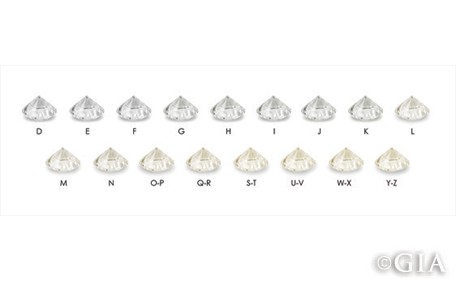 D E F G H I J K L
M N O-P Q-R S-T U-V W-X Y-Z
©GIA